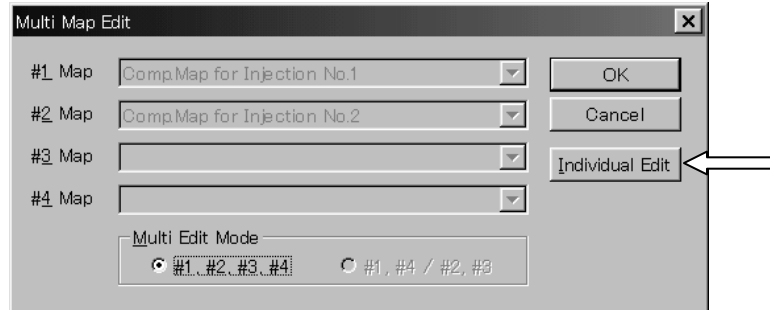 Multi Map Edit
#1 Map Comp.Map for Injection No.1 OK
#2 Map Comp.Map for Injection No.2 Cancel
#3 Map Individual Edit
#4 Map
Multi Edit Mode
#1, #2, #3, #4 #1, #4 / #2, #3